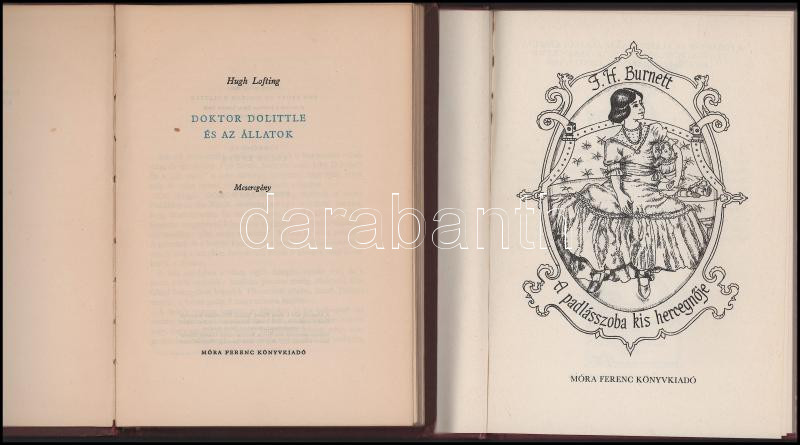 Hugh Lofting
DOKTOR DOLITTLE
ÉS AZ ÁLLATOK
Meseregény
MÓRA FERENC KÖNYVKIADÓ
F. H. Burnett
A padlásszoba kis hercegnője
MÓRA FERENC KÖNYVKIADÓ
darabanth